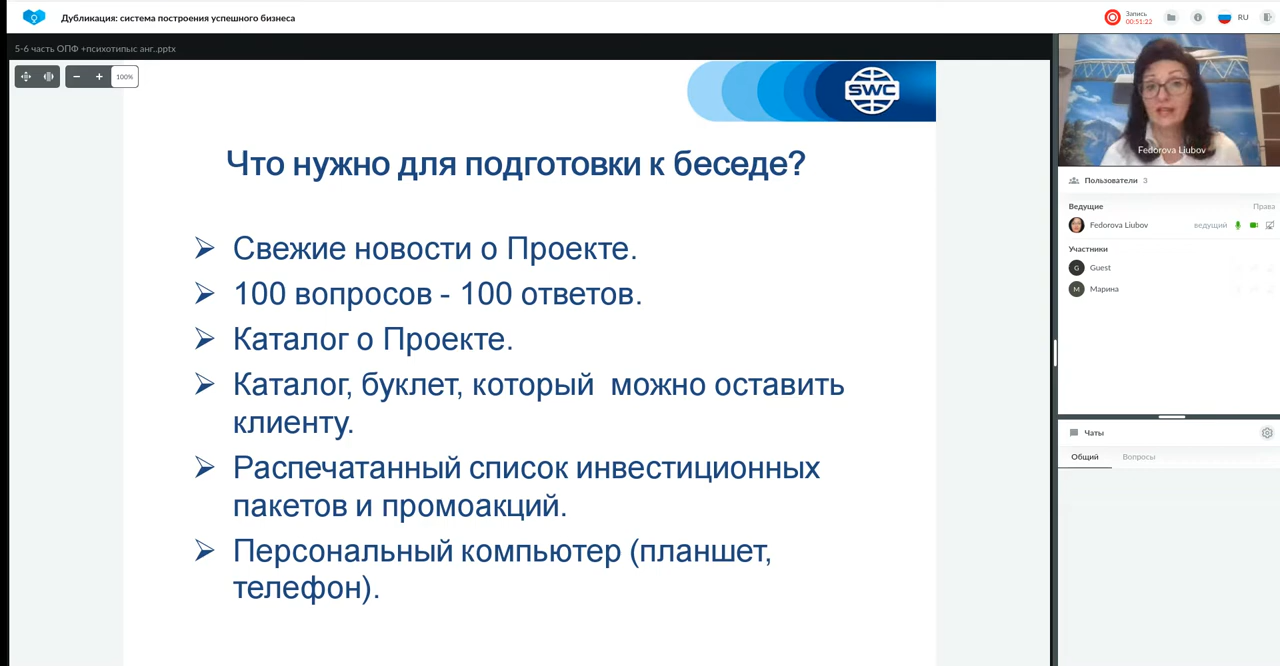 Дубликация: система построения успешного бизнеса
Запись
00:51:22
RU
5-6 часть ОПФ +психотипыс анг..pptx
100%
SWC
Что нужно для подготовки к беседе?
Свежие новости о Проекте.
100 вопросов - 100 ответов.
Каталог о Проекте.
Каталог, буклет, который можно оставить
клиенту.
Распечатанный список инвестиционных
пакетов и промоакций.
Персональный компьютер (планшет,
телефон).
Fedorova Liubov
Пользователи 3
Ведущие Права
Fedorova Liubov ведущий
Участники
G Guest
M Марина
Чаты
Общий Вопросы